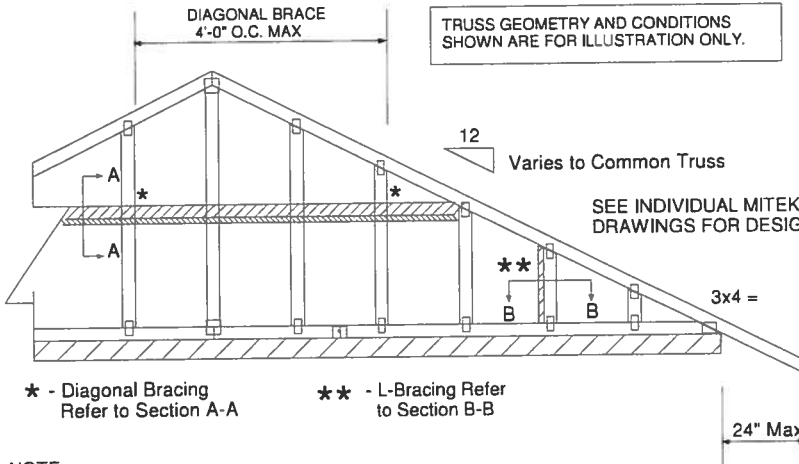 DIAGONAL BRACE
4'-0" O.C. MAX
TRUSS GEOMETRY AND CONDITIONS
SHOWN ARE FOR ILLUSTRATION ONLY.
12
Varies to Common Truss
A
*
*
SEE INDIVIDUAL MITEK
DRAWINGS FOR DESIG
A
**
B
B
3x4 =
* - Diagonal Bracing
Refer to Section A-A
** - L-Bracing Refer
to Section B-B
24" Max
NOTE